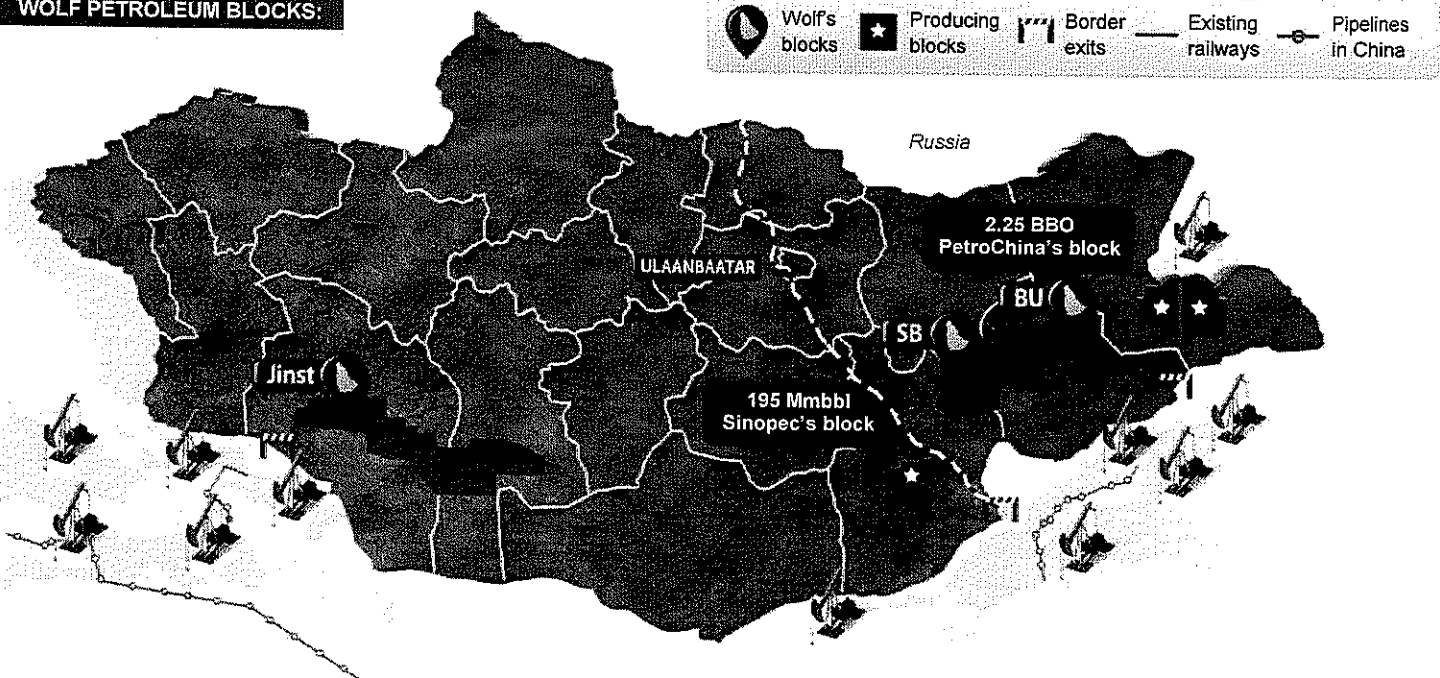 WOLF PETROLEUM BLOCKS:
Wolf's
blocks
Producing
blocks
Border
exits
Existing
railways
Pipelines
in China
Russia
2.25 BBO
PetroChina's block
ULAANBAATAR
BU
SB
Jinst
195 Mmbbl
Sinopec's block